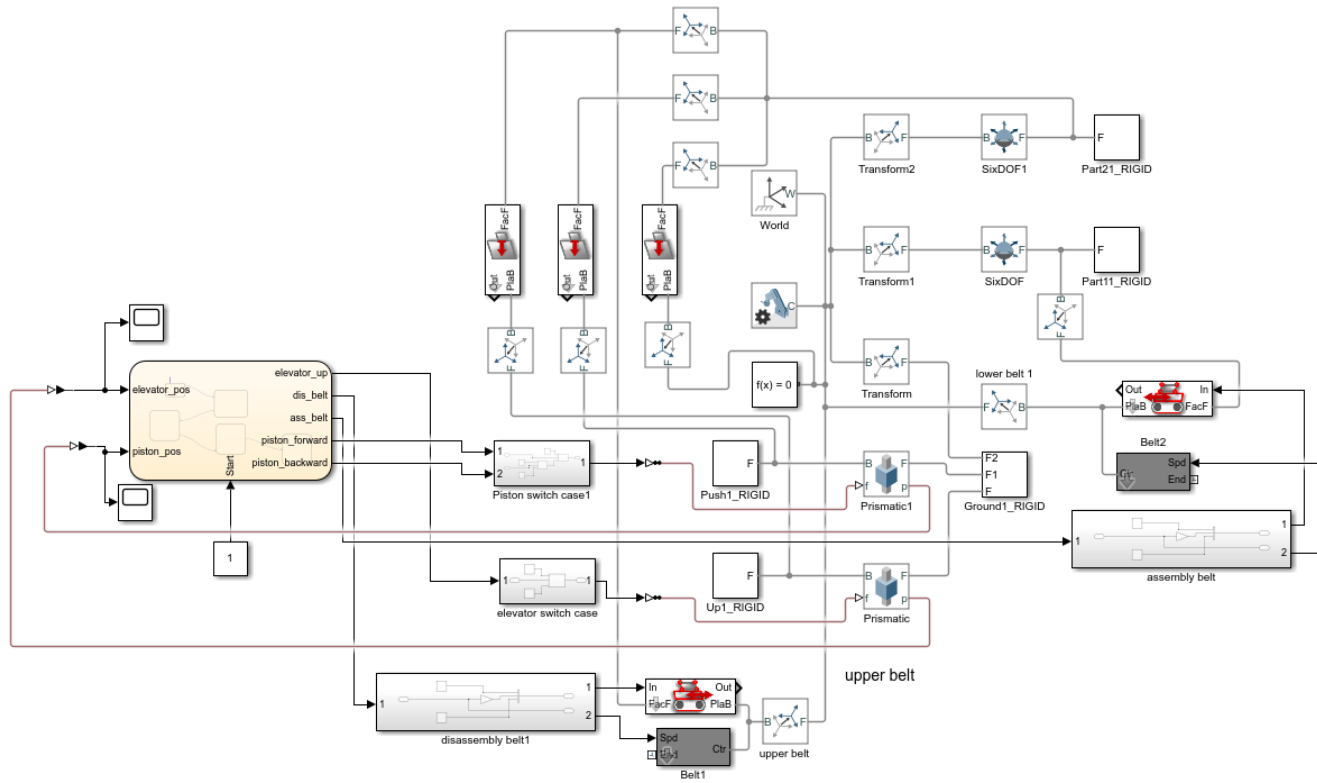 F
B
F
B
F
B
FacF
Out
PlaB
FacF
Out
PlaB
FacF
Out
PlaB
B
F
B
F
B
F
W
World
C
f(x) = 0
B
F
Transform2
B
F
SixDOF1
F
Part21_RIGID
B
F
Transform1
B
F
SixDOF
F
Part11_RIGID
B
F
B
F
Transform
lower belt 1
F
B
Out
In
PlaB
FacF
Belt2
Ctr
Spd
End
elevator_pos
piston_pos
Start
elevator_up
dis_belt
ass_belt
piston_forward
piston_backward
1
1
2
1
Piston switch case1
F
Push1_RIGID
B
F
f
p
Prismatic1
F2
F1
F
Ground1_RIGID
1
1
2
assembly belt
1
1
elevator switch case
F
Up1_RIGID
B
F
f
p
Prismatic
upper belt
1
1
2
disassembly belt1
In
Out
FacF
PlaB
Spd
End
Ctr
Belt1
B
F
upper belt